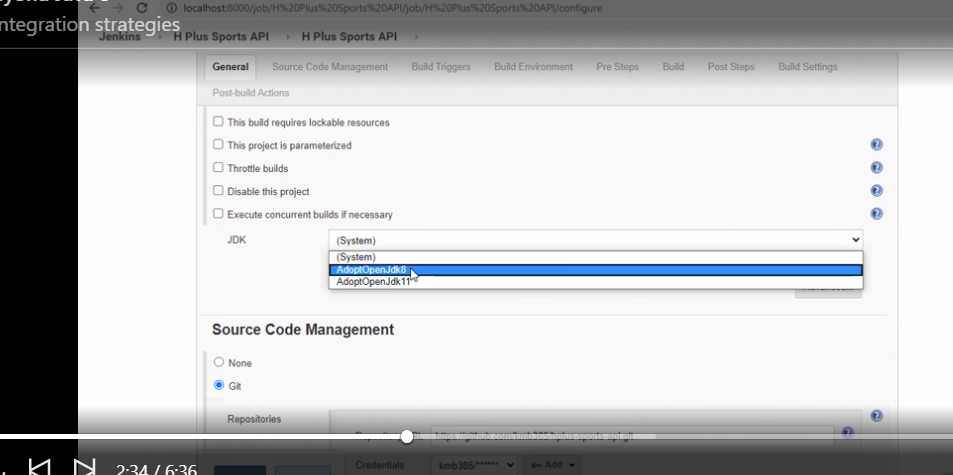 ntegration strategies
localhost:8000/job/H%20Plus%20Sports%20API/job/H%20Plus%20Sports%20API/configure
Jenkins H Plus Sports API H Plus Sports API
General Source Code Management Build Triggers Build Environment Pre Steps Build Post Steps Build Settings
Post-build Actions
This build requires lockable resources
This project is parameterized
Throttle builds
Disable this project
Execute concurrent builds if necessary
JDK (System)
(System)
AdoptOpenJdk8
AdoptOpenJdk11
Source Code Management
None
Git
Repositories
https://github.com/kmb385/hplus-sports-api.git
Credentials kmb385/****** Add
2:34 / 6:36